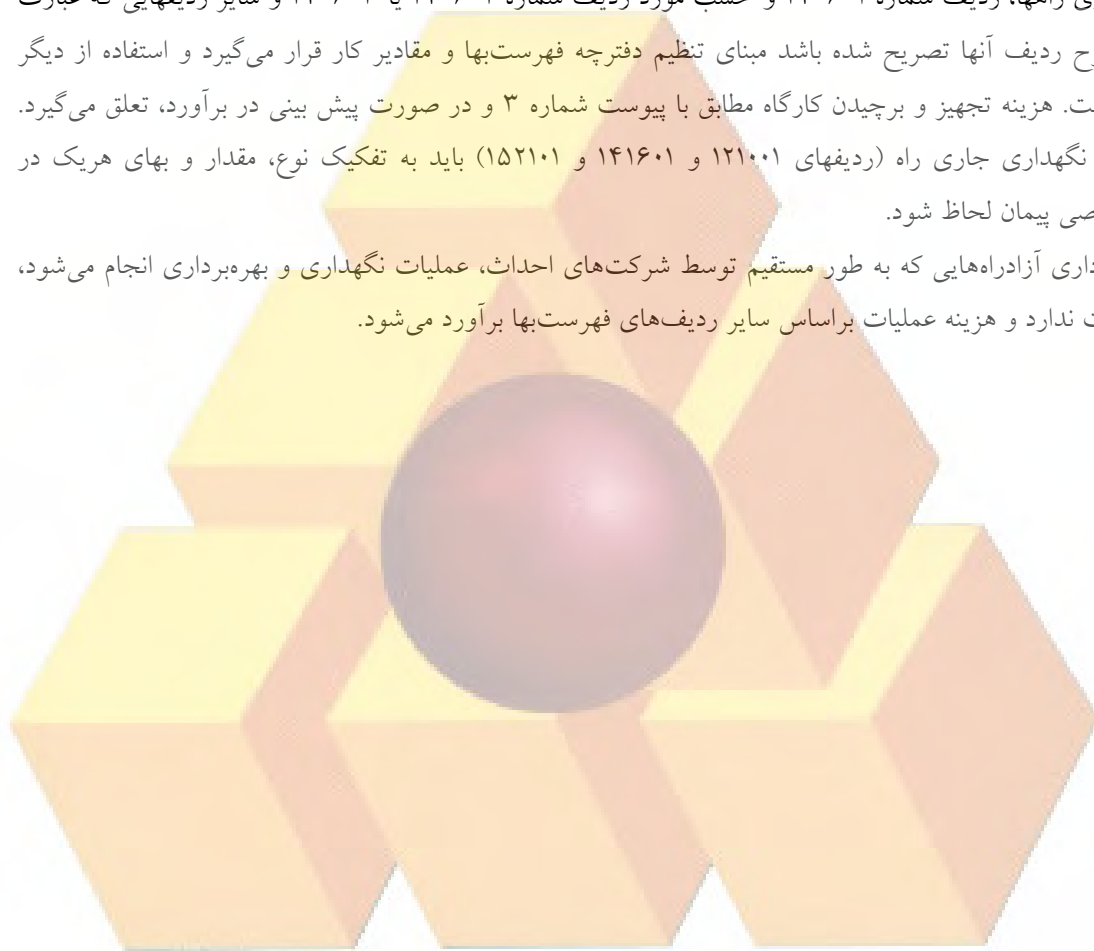 ح ردیف آنها تصریح شده باشد مبنای تنظیم دفترچه فهرست‌بها و مقادیر کار قرار می‌گیرد و استفاده از دیگر
ت. هزینه تجهیز و برچیدن کارگاه مطابق با پیوست شماره ۳ و در صورت پیش بینی در برآورد، تعلق می‌گیرد.
نگهداری جاری راه (ردیفهای ۱۲۱۰۰۱ و ۱۴۱۶۰۱ و ۱۵۲۱۰۱) باید به تفکیک نوع، مقدار و بهای هریک در
صی پیمان لحاظ شود.
داری آزادراه‌هایی که به طور مستقیم توسط شرکت‌های احداث، عملیات نگهداری و بهره‌برداری انجام می‌شود،
ت ندارد و هزینه عملیات براساس سایر ردیف‌های فهرست‌بها برآورد می‌شود.